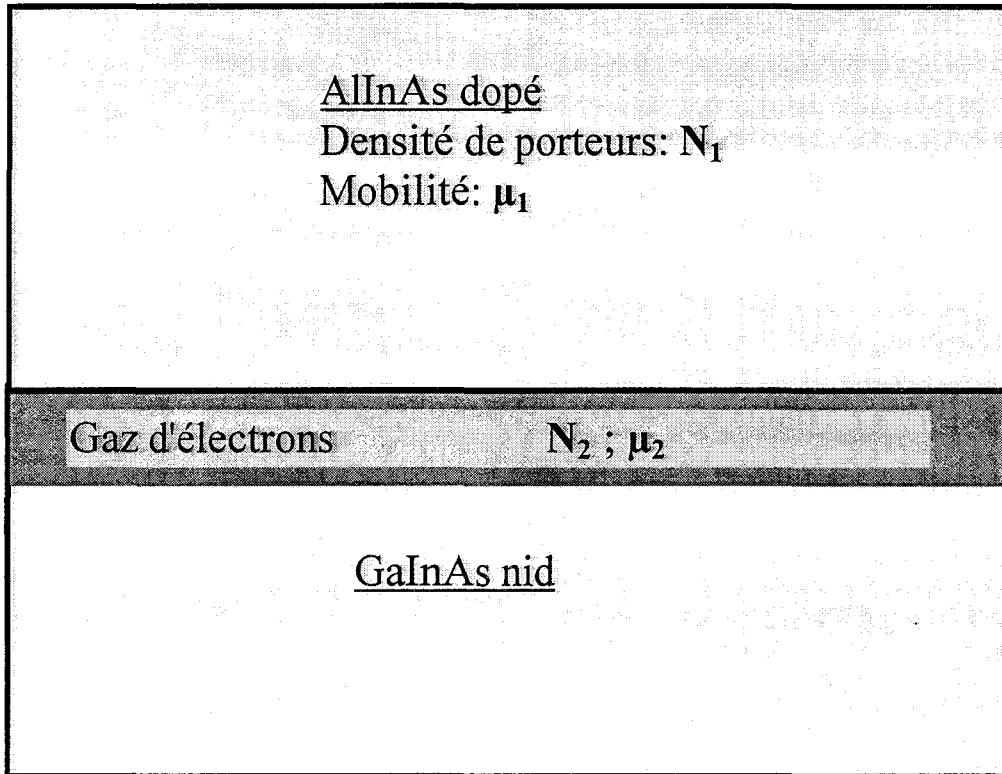 AlInAs dopé
Densité de porteurs: N₁
Mobilité: μ₁
Gaz d'électrons N₂ ; μ₂
GaInAs nid